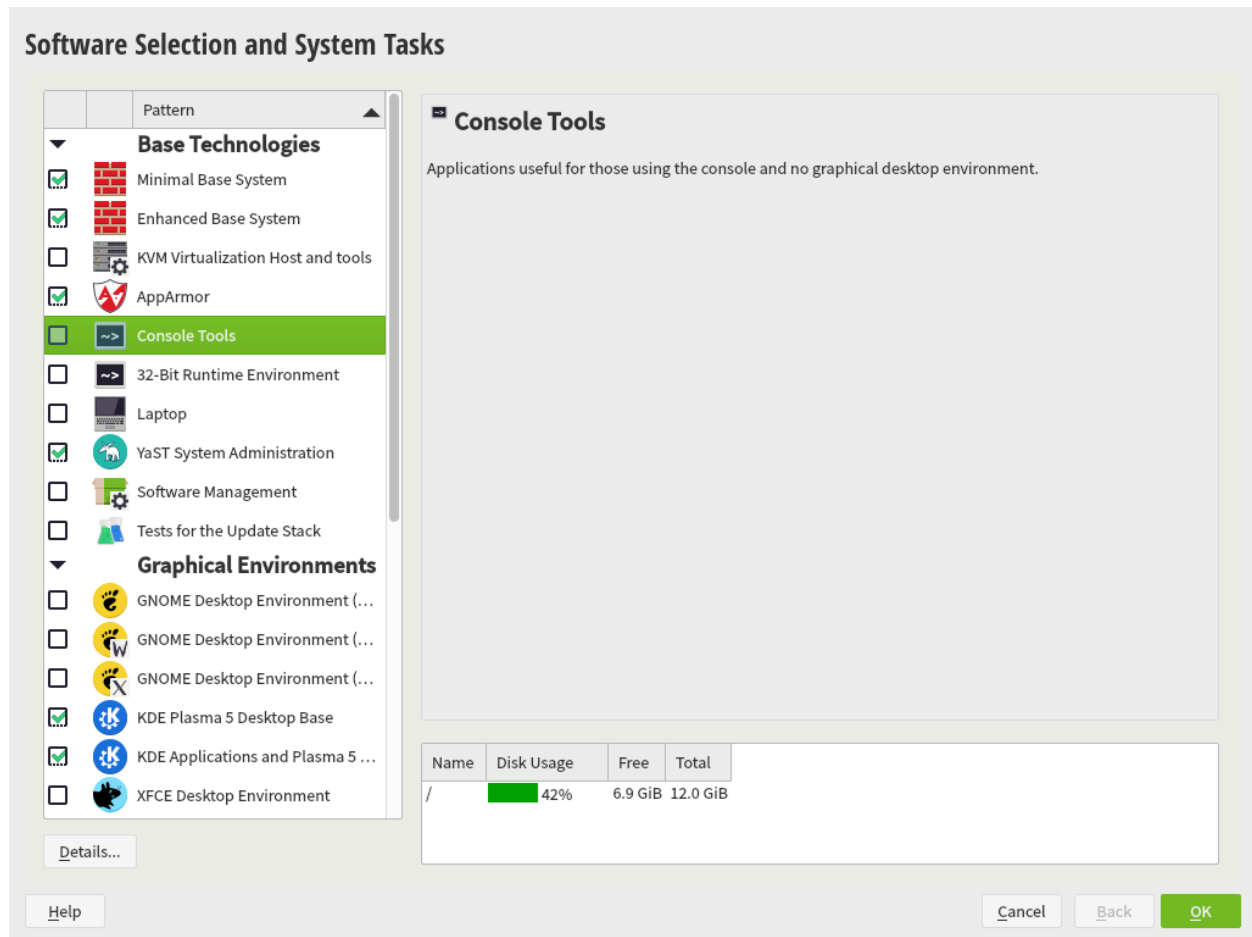 Software Selection and System Tasks
Pattern
Base Technologies
Minimal Base System
Enhanced Base System
KVM Virtualization Host and tools
AppArmor
~> Console Tools
~> 32-Bit Runtime Environment
Laptop
YaST System Administration
Software Management
Tests for the Update Stack
Graphical Environments
GNOME Desktop Environment (...
W GNOME Desktop Environment (...
X GNOME Desktop Environment (...
KDE Plasma 5 Desktop Base
KDE Applications and Plasma 5 ...
XFCE Desktop Environment
Details...
Console Tools
Applications useful for those using the console and no graphical desktop environment.
Name Disk Usage Free Total
/ 42% 6.9 GiB 12.0 GiB
Help Cancel Back OK